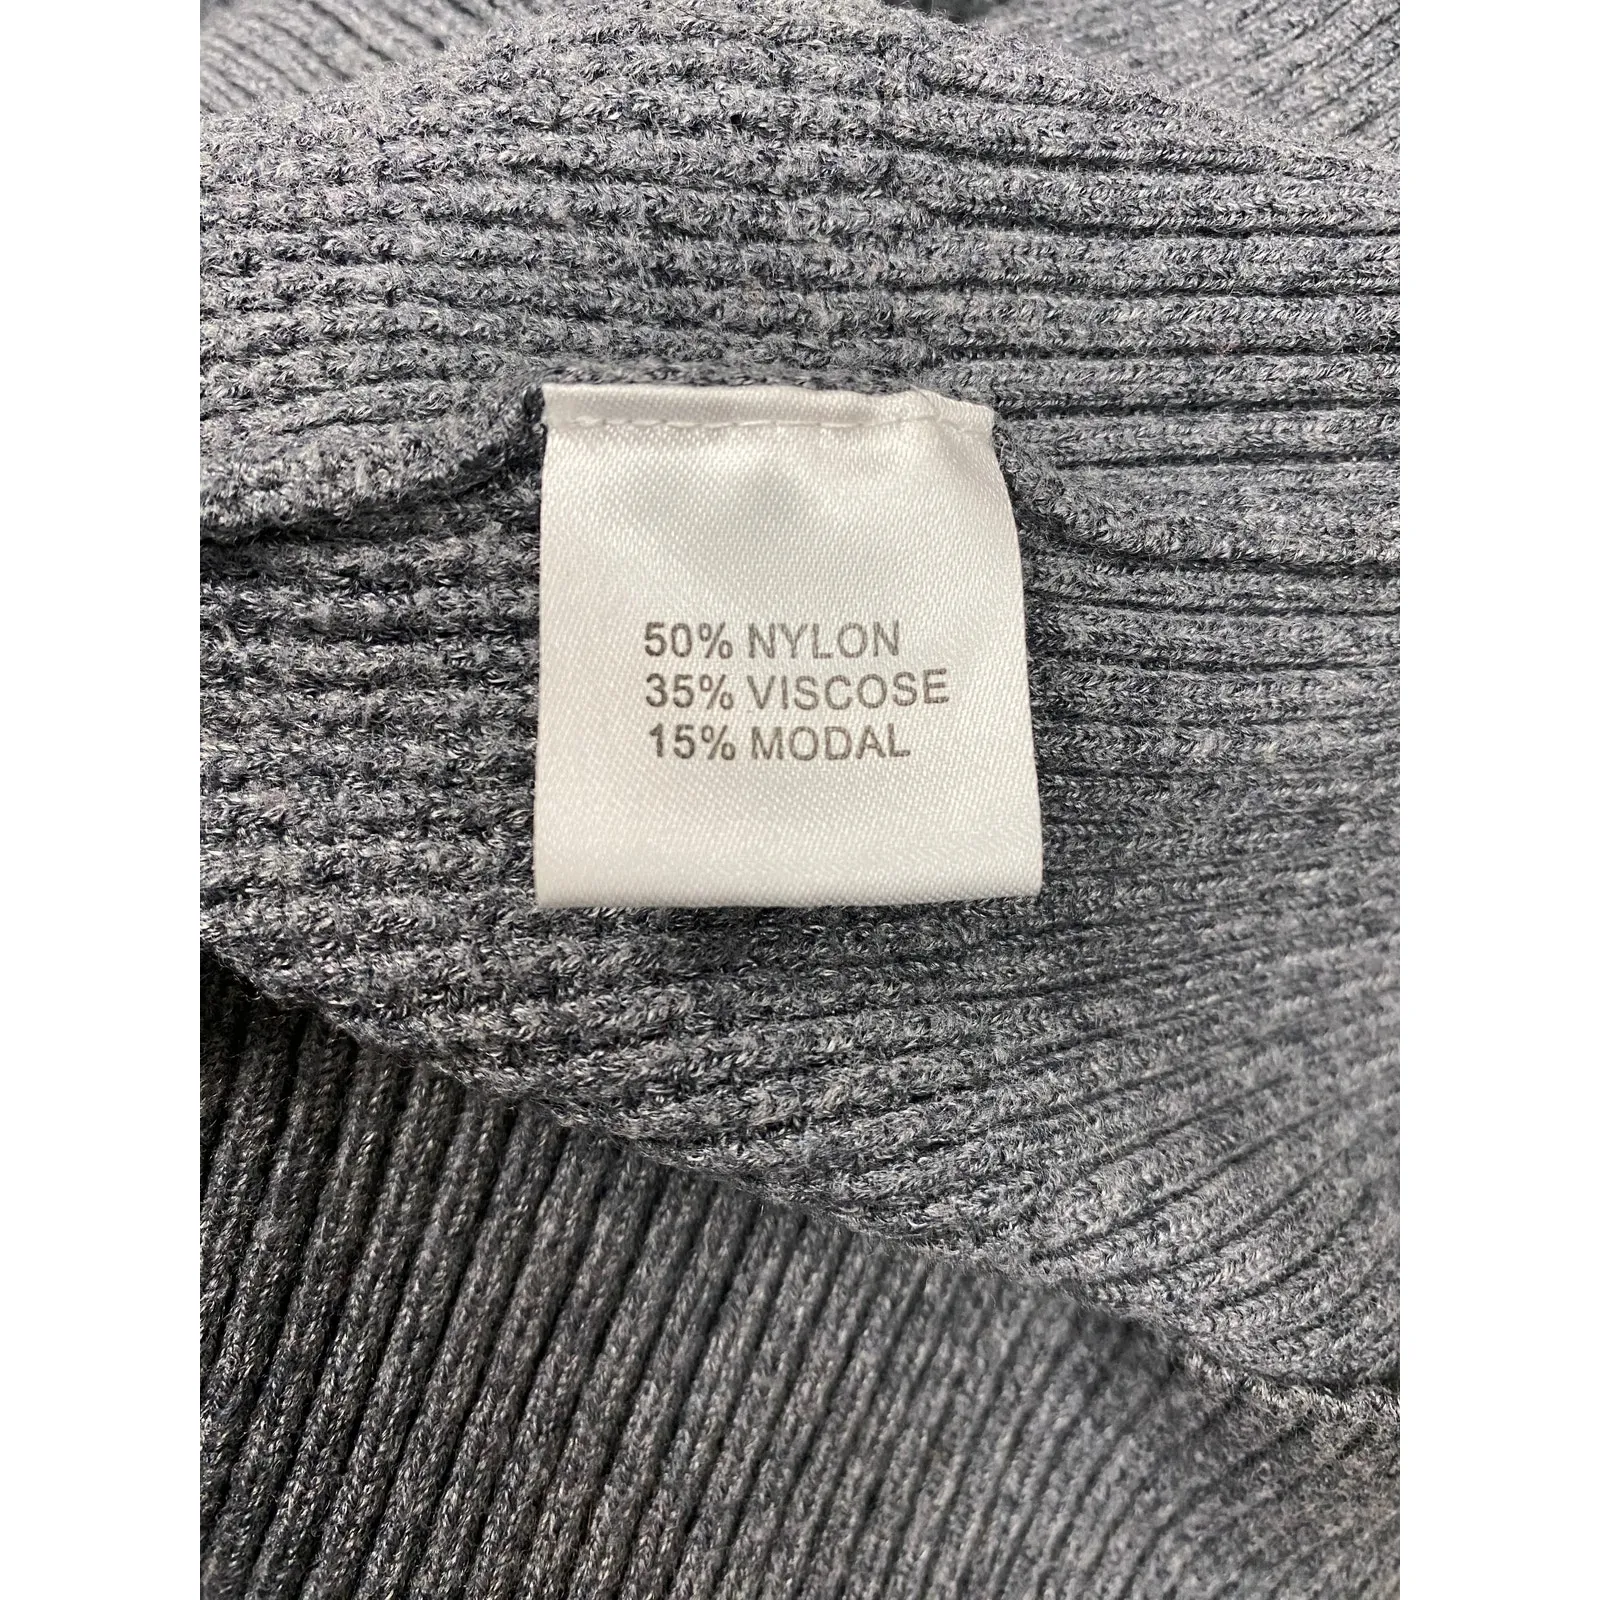 50% NYLON
35% VISCOSE
15% MODAL